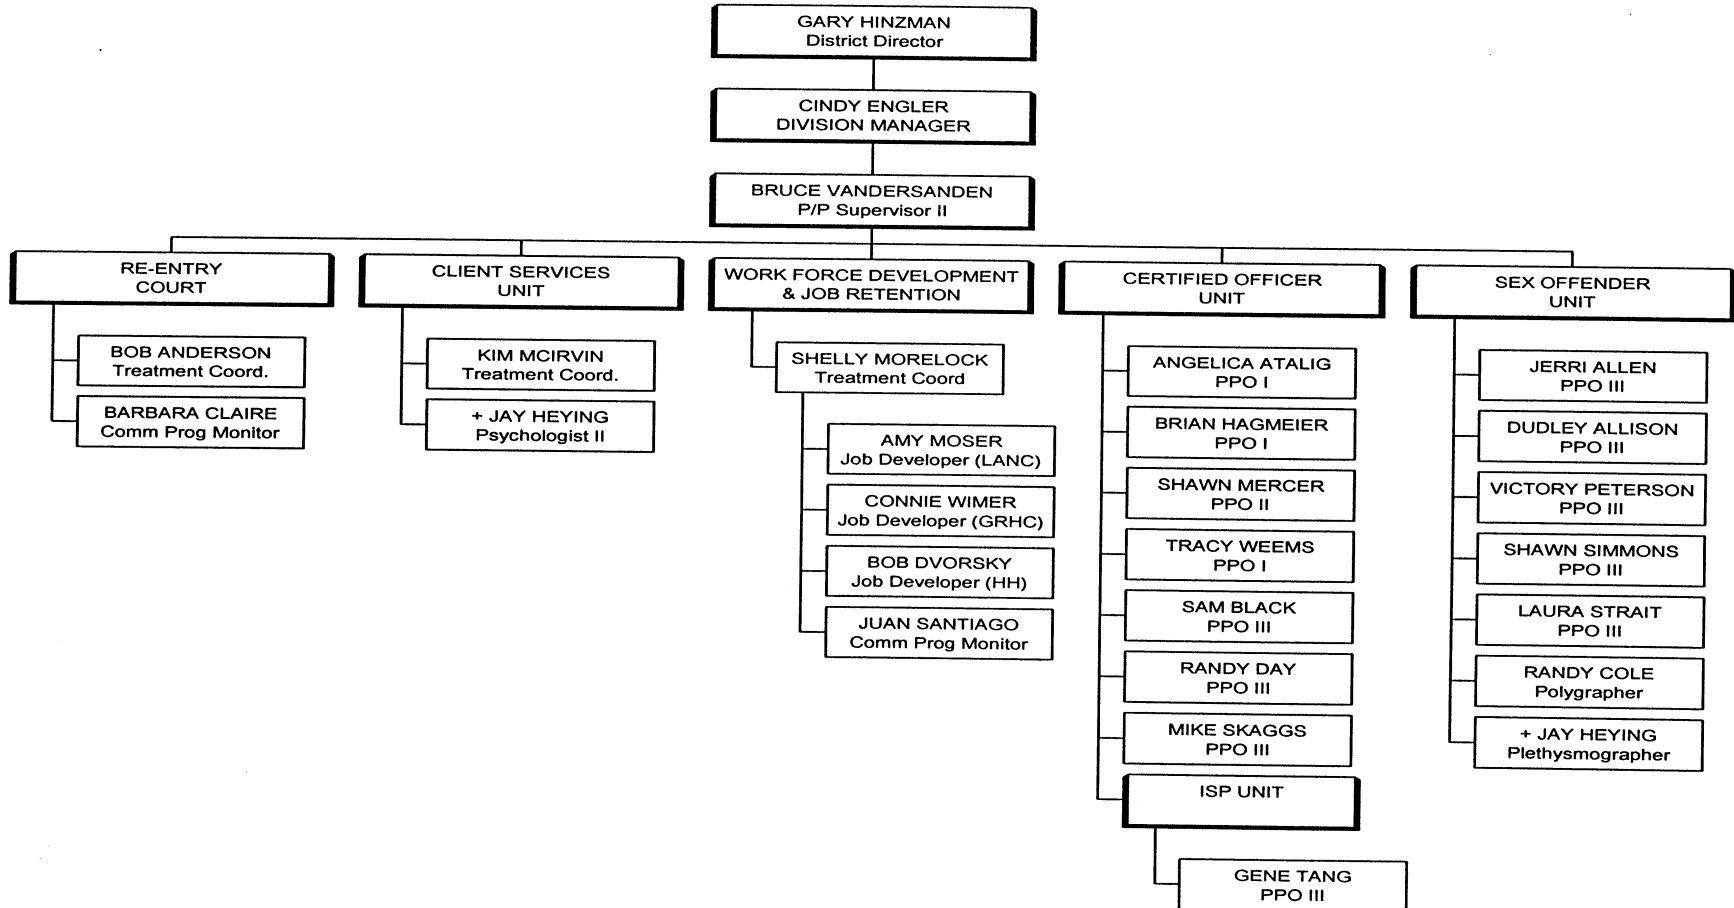 GARY HINZMAN
District Director
CINDY ENGLER
DIVISION MANAGER
BRUCE VANDERSANDEN
P/P Supervisor II
RE-ENTRY
COURT
BOB ANDERSON
Treatment Coord.
BARBARA CLAIRE
Comm Prog Monitor
CLIENT SERVICES
UNIT
KIM MCIRVIN
Treatment Coord.
+ JAY HEYING
Psychologist II
WORK FORCE DEVELOPMENT
& JOB RETENTION
SHELLY MORELOCK
Treatment Coord
AMY MOSER
Job Developer (LANC)
CONNIE WIMER
Job Developer (GRHC)
BOB DVORSKY
Job Developer (HH)
JUAN SANTIAGO
Comm Prog Monitor
CERTIFIED OFFICER
UNIT
ANGELICA ATALIG
PPO I
BRIAN HAGMEIER
PPO I
SHAWN MERCER
PPO II
TRACY WEEMS
PPO I
SAM BLACK
PPO III
RANDY DAY
PPO III
MIKE SKAGGS
PPO III
ISP UNIT
GENE TANG
PPO III
SEX OFFENDER
UNIT
JERRI ALLEN
PPO III
DUDLEY ALLISON
PPO III
VICTORY PETERSON
PPO III
SHAWN SIMMONS
PPO III
LAURA STRAIT
PPO III
RANDY COLE
Polygrapher
+ JAY HEYING
Plethysmographer